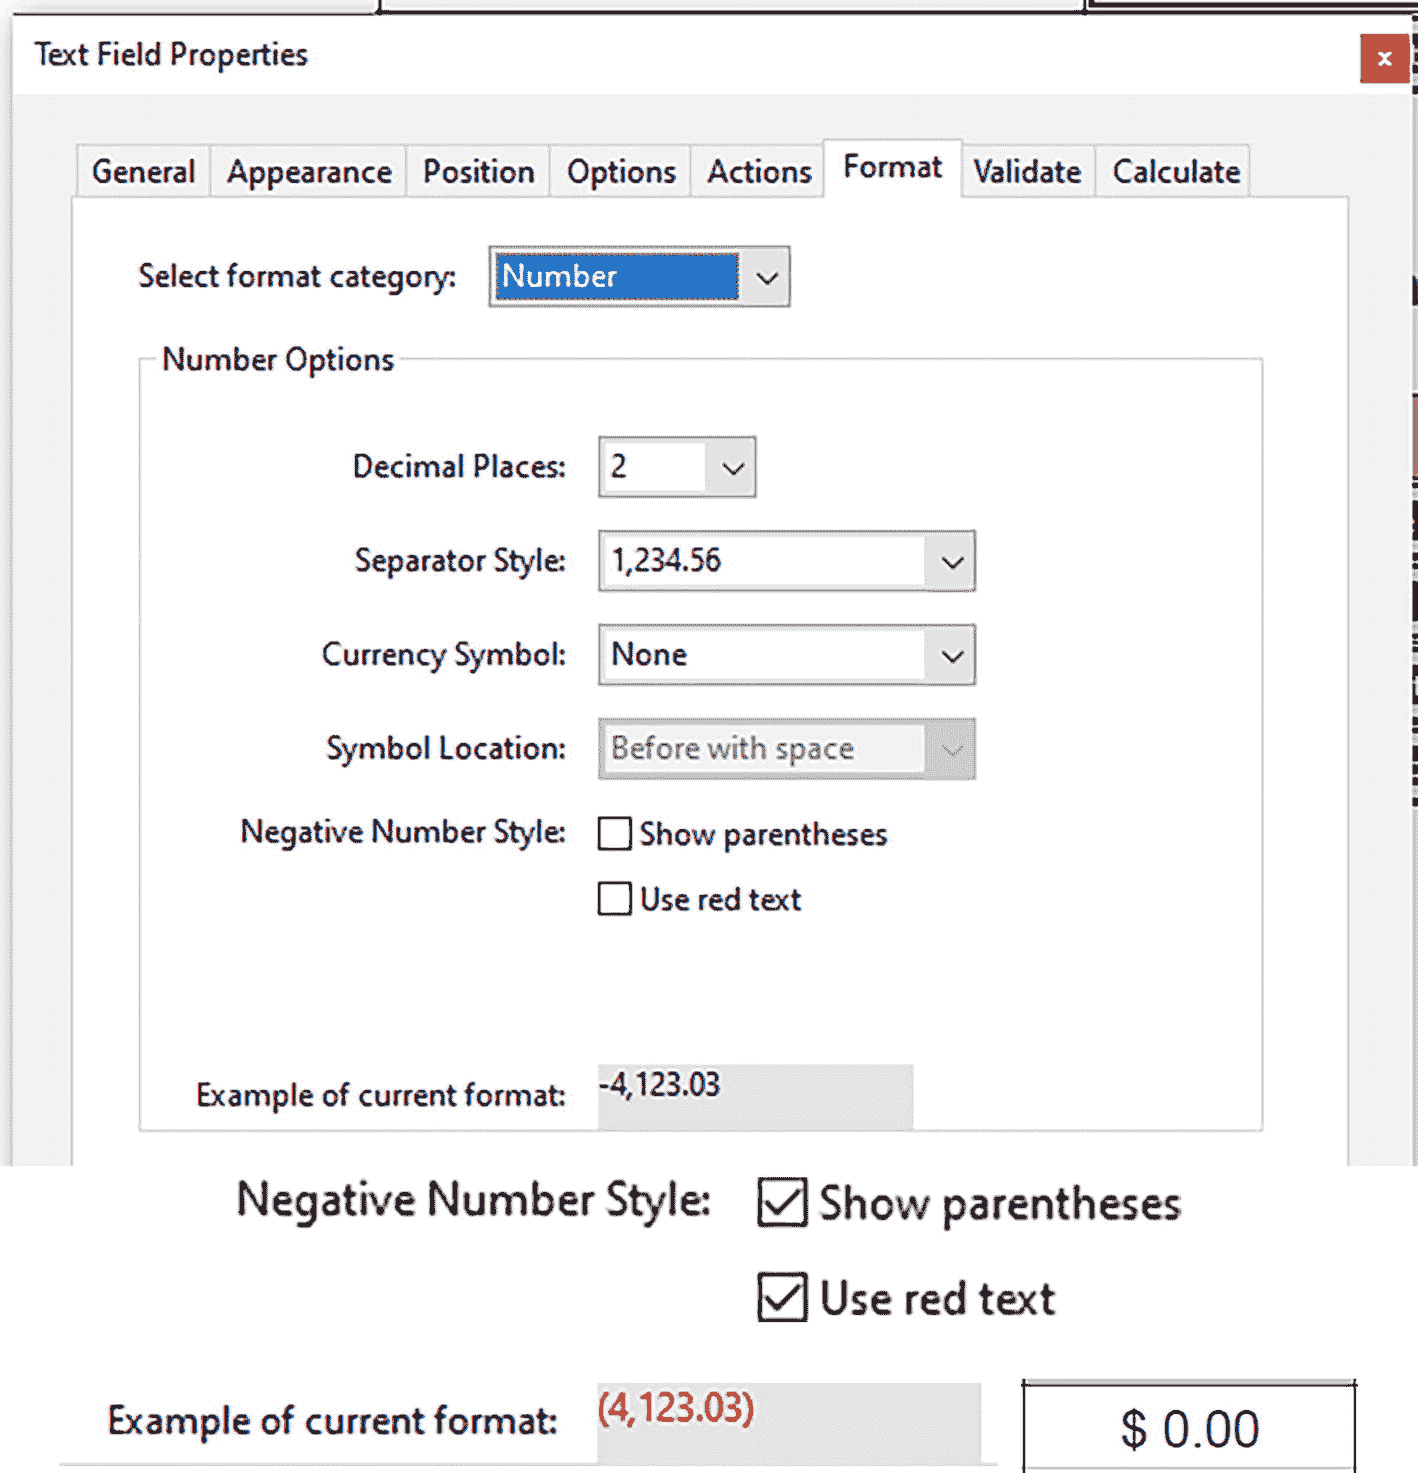 Text Field Properties
x
General Appearance Position Options Actions Format Validate Calculate
Select format category: Number
Number Options
Decimal Places: 2
Separator Style: 1,234.56
Currency Symbol: None
Symbol Location: Before with space
Negative Number Style: Show parentheses
Use red text
Example of current format: -4,123.03
Negative Number Style: Show parentheses
Use red text
Example of current format: (4,123.03)
$ 0.00